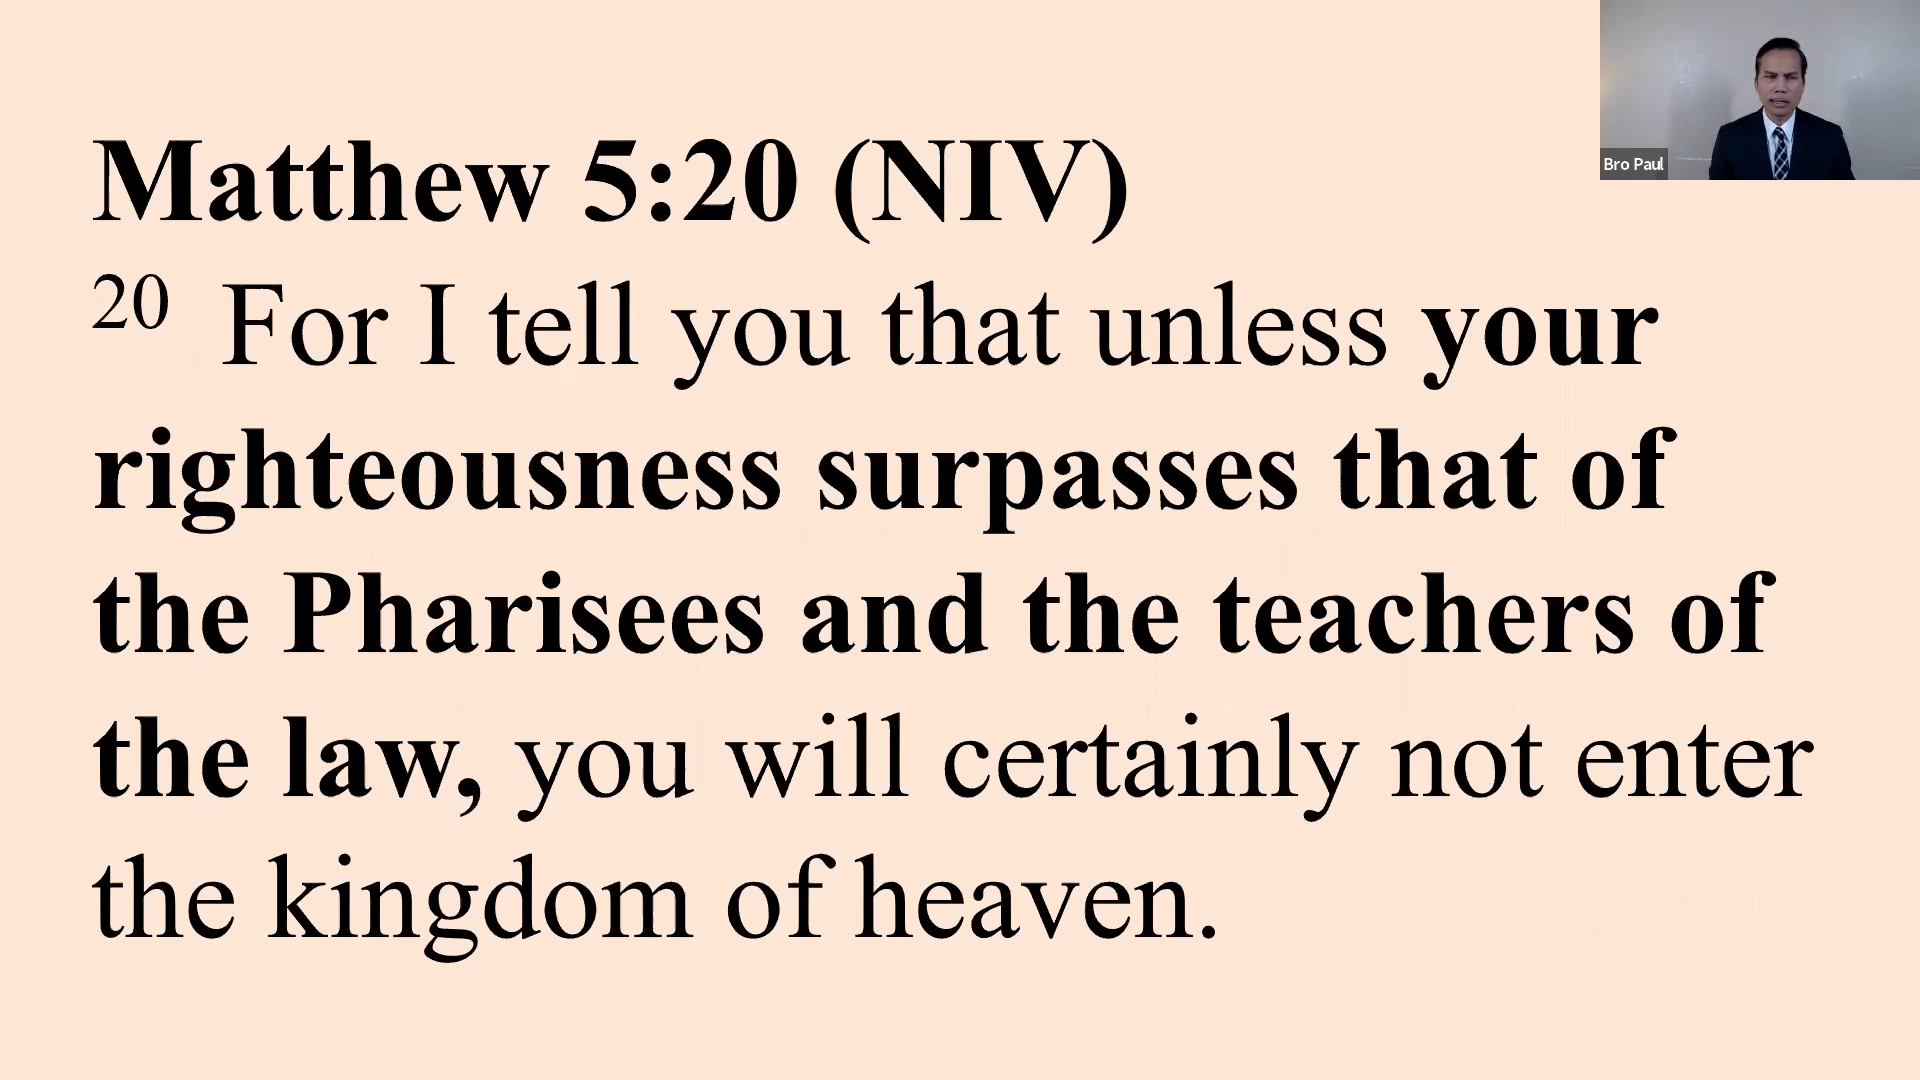 Matthew 5:20 (NIV)
20 For I tell you that unless your
righteousness surpasses that of
the Pharisees and the teachers of
the law, you will certainly not enter
the kingdom of heaven.
Bro Paul